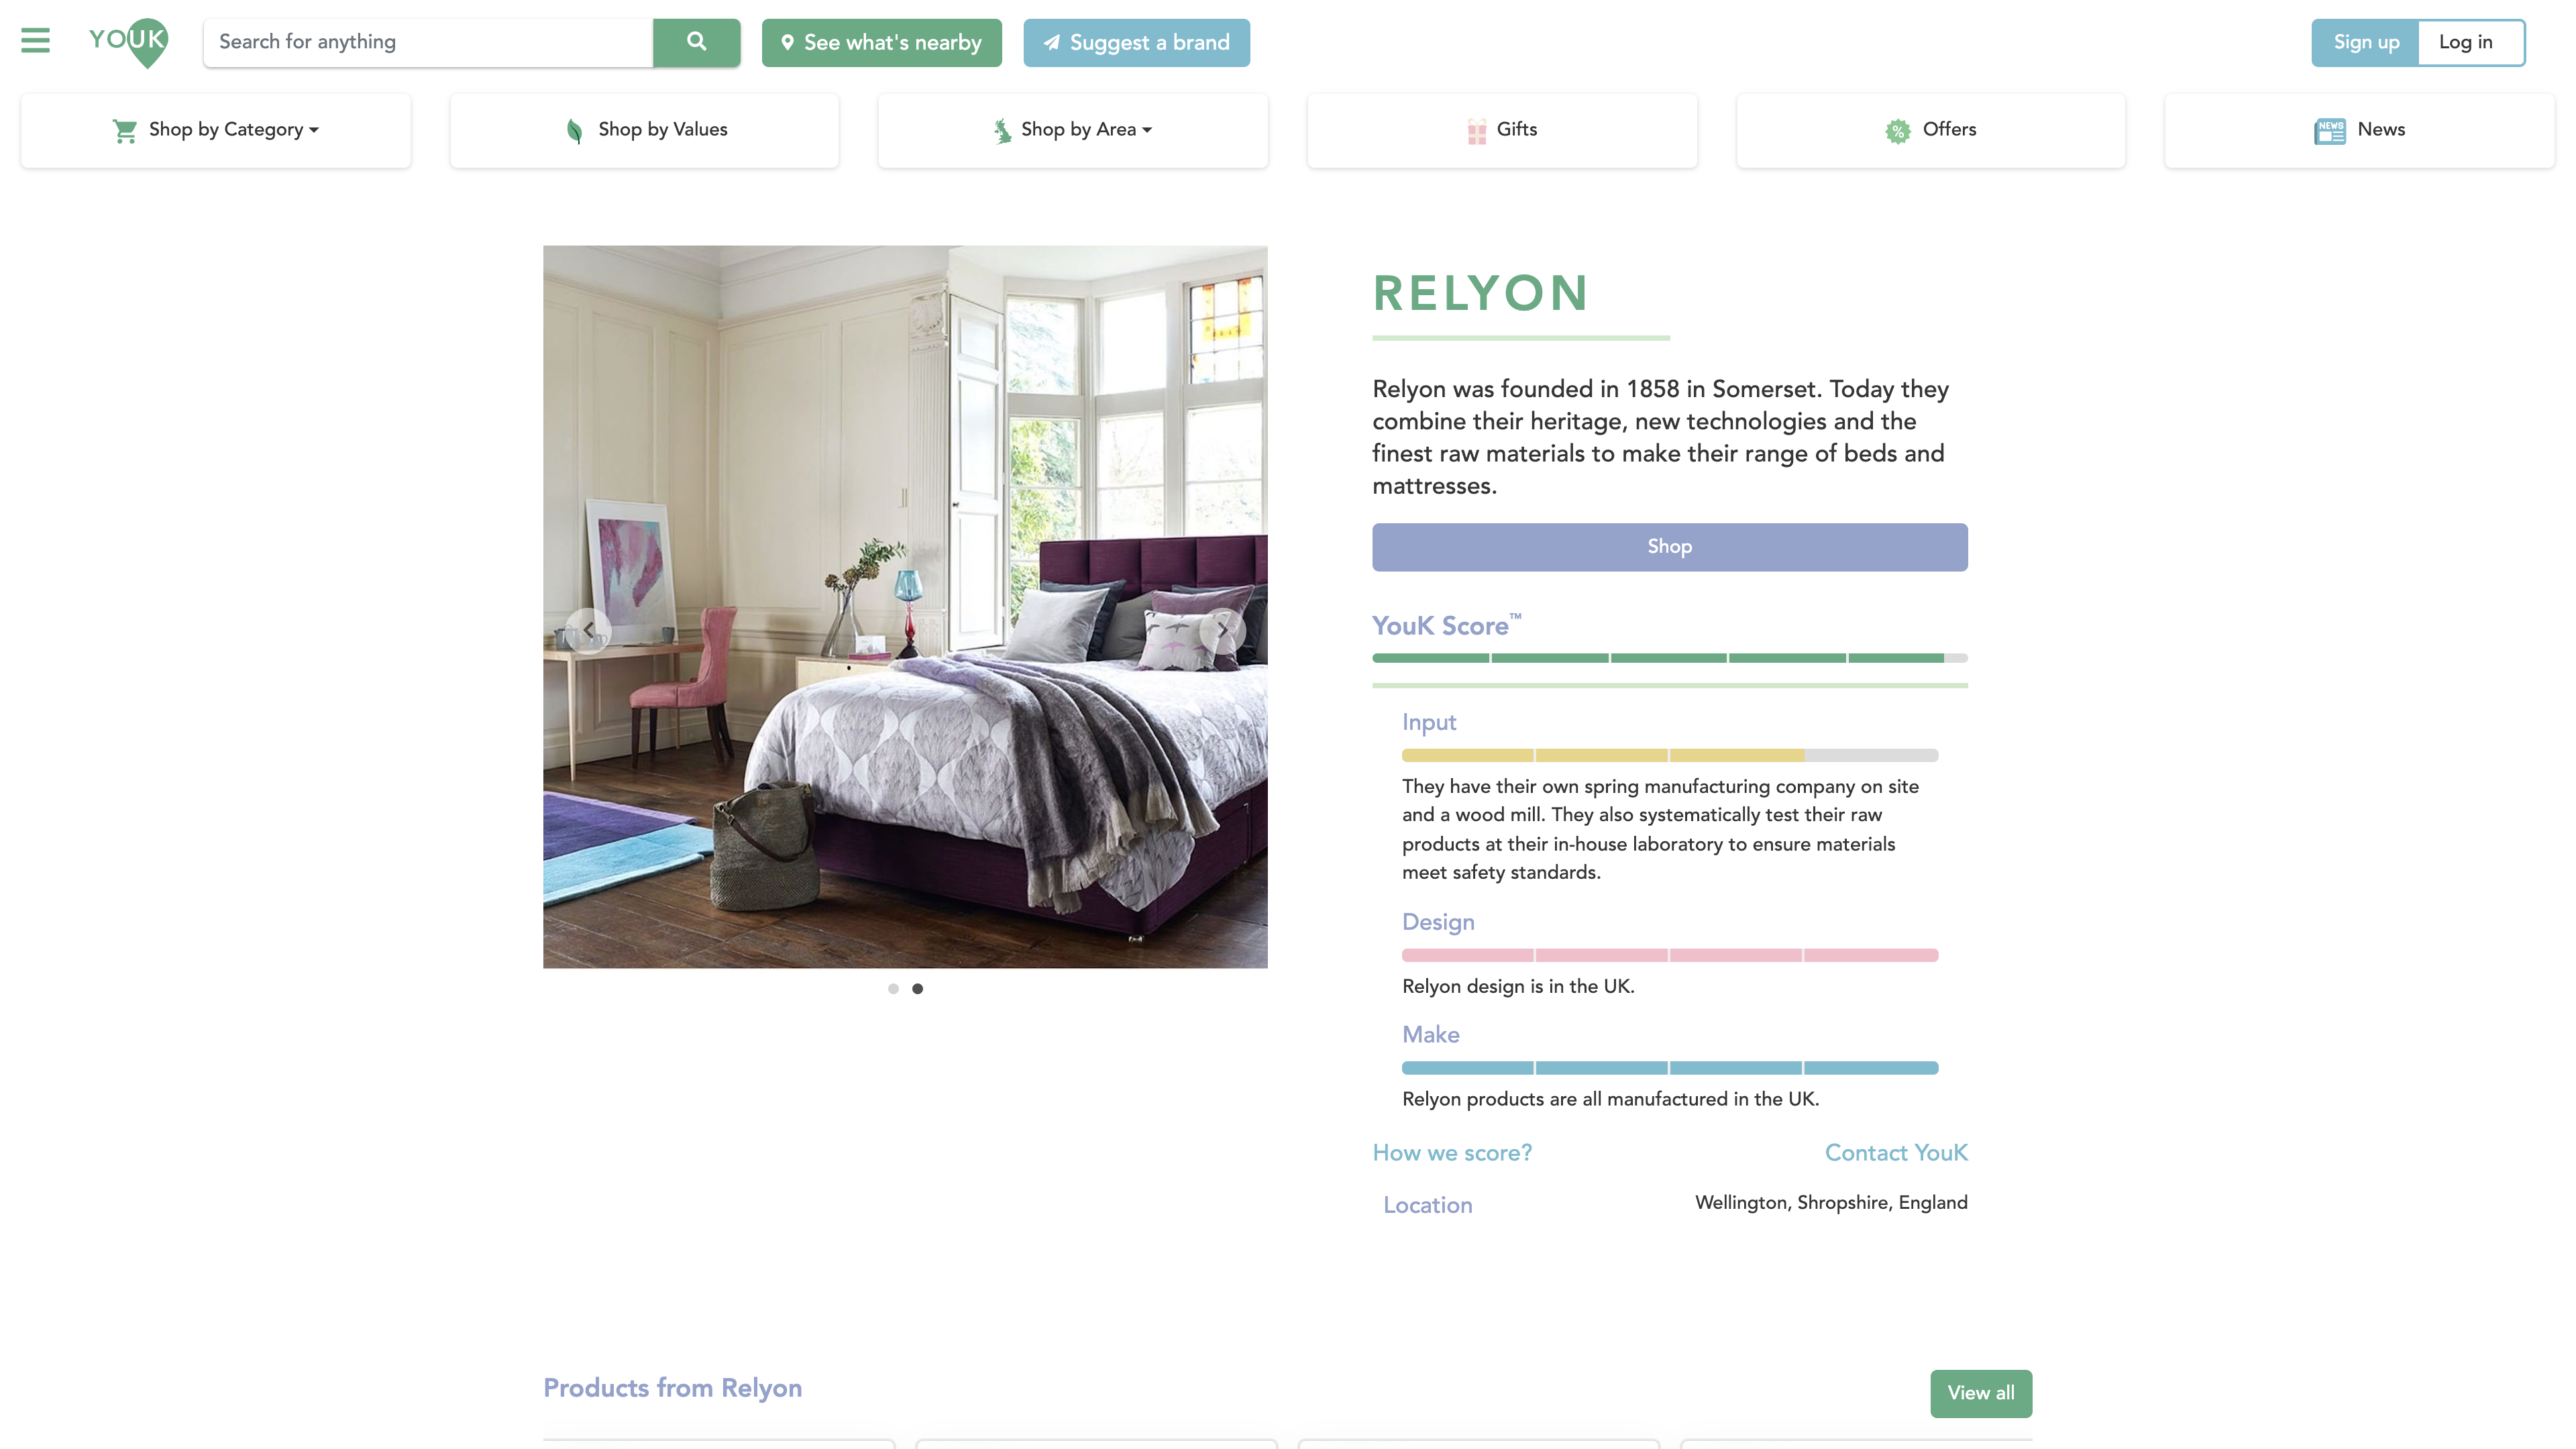 YOUK
Search for anything
See what's nearby
Suggest a brand
Sign up
Log in
Shop by Category
Shop by Values
Shop by Area
Gifts
%
Offers
NEWS
News
RELYON
Relyon was founded in 1858 in Somerset. Today they
combine their heritage, new technologies and the
finest raw materials to make their range of beds and
mattresses.
Shop
YouK Score™
Input
They have their own spring manufacturing company on site
and a wood mill. They also systematically test their raw
products at their in-house laboratory to ensure materials
meet safety standards.
Design
Relyon design is in the UK.
Make
Relyon products are all manufactured in the UK.
How we score?
Contact YouK
Location
Wellington, Shropshire, England
Products from Relyon
View all